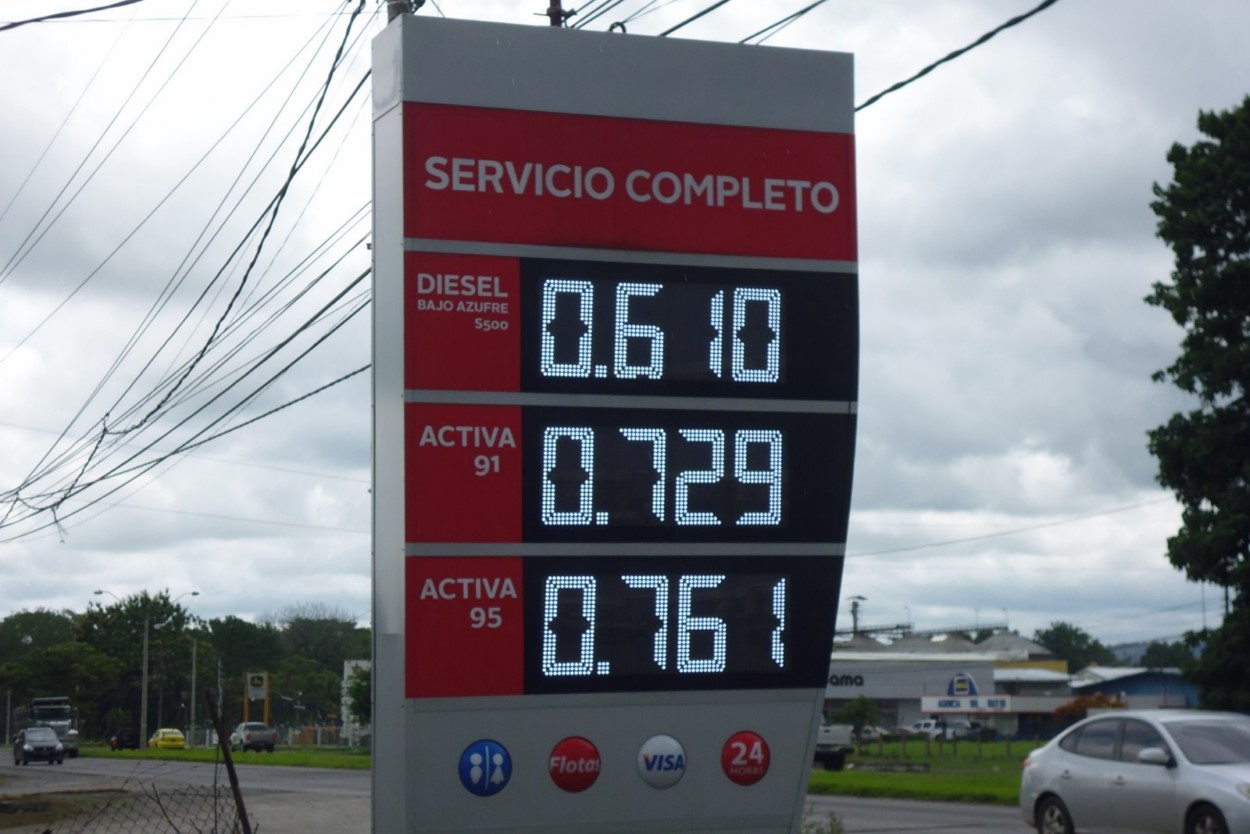 SERVICIO COMPLETO
DIESEL
BAJO AZUFRE
S500
0.610
ACTIVA
91
0.729
ACTIVA
95
0.761
Flotas
VISA
24
HORAS
ama